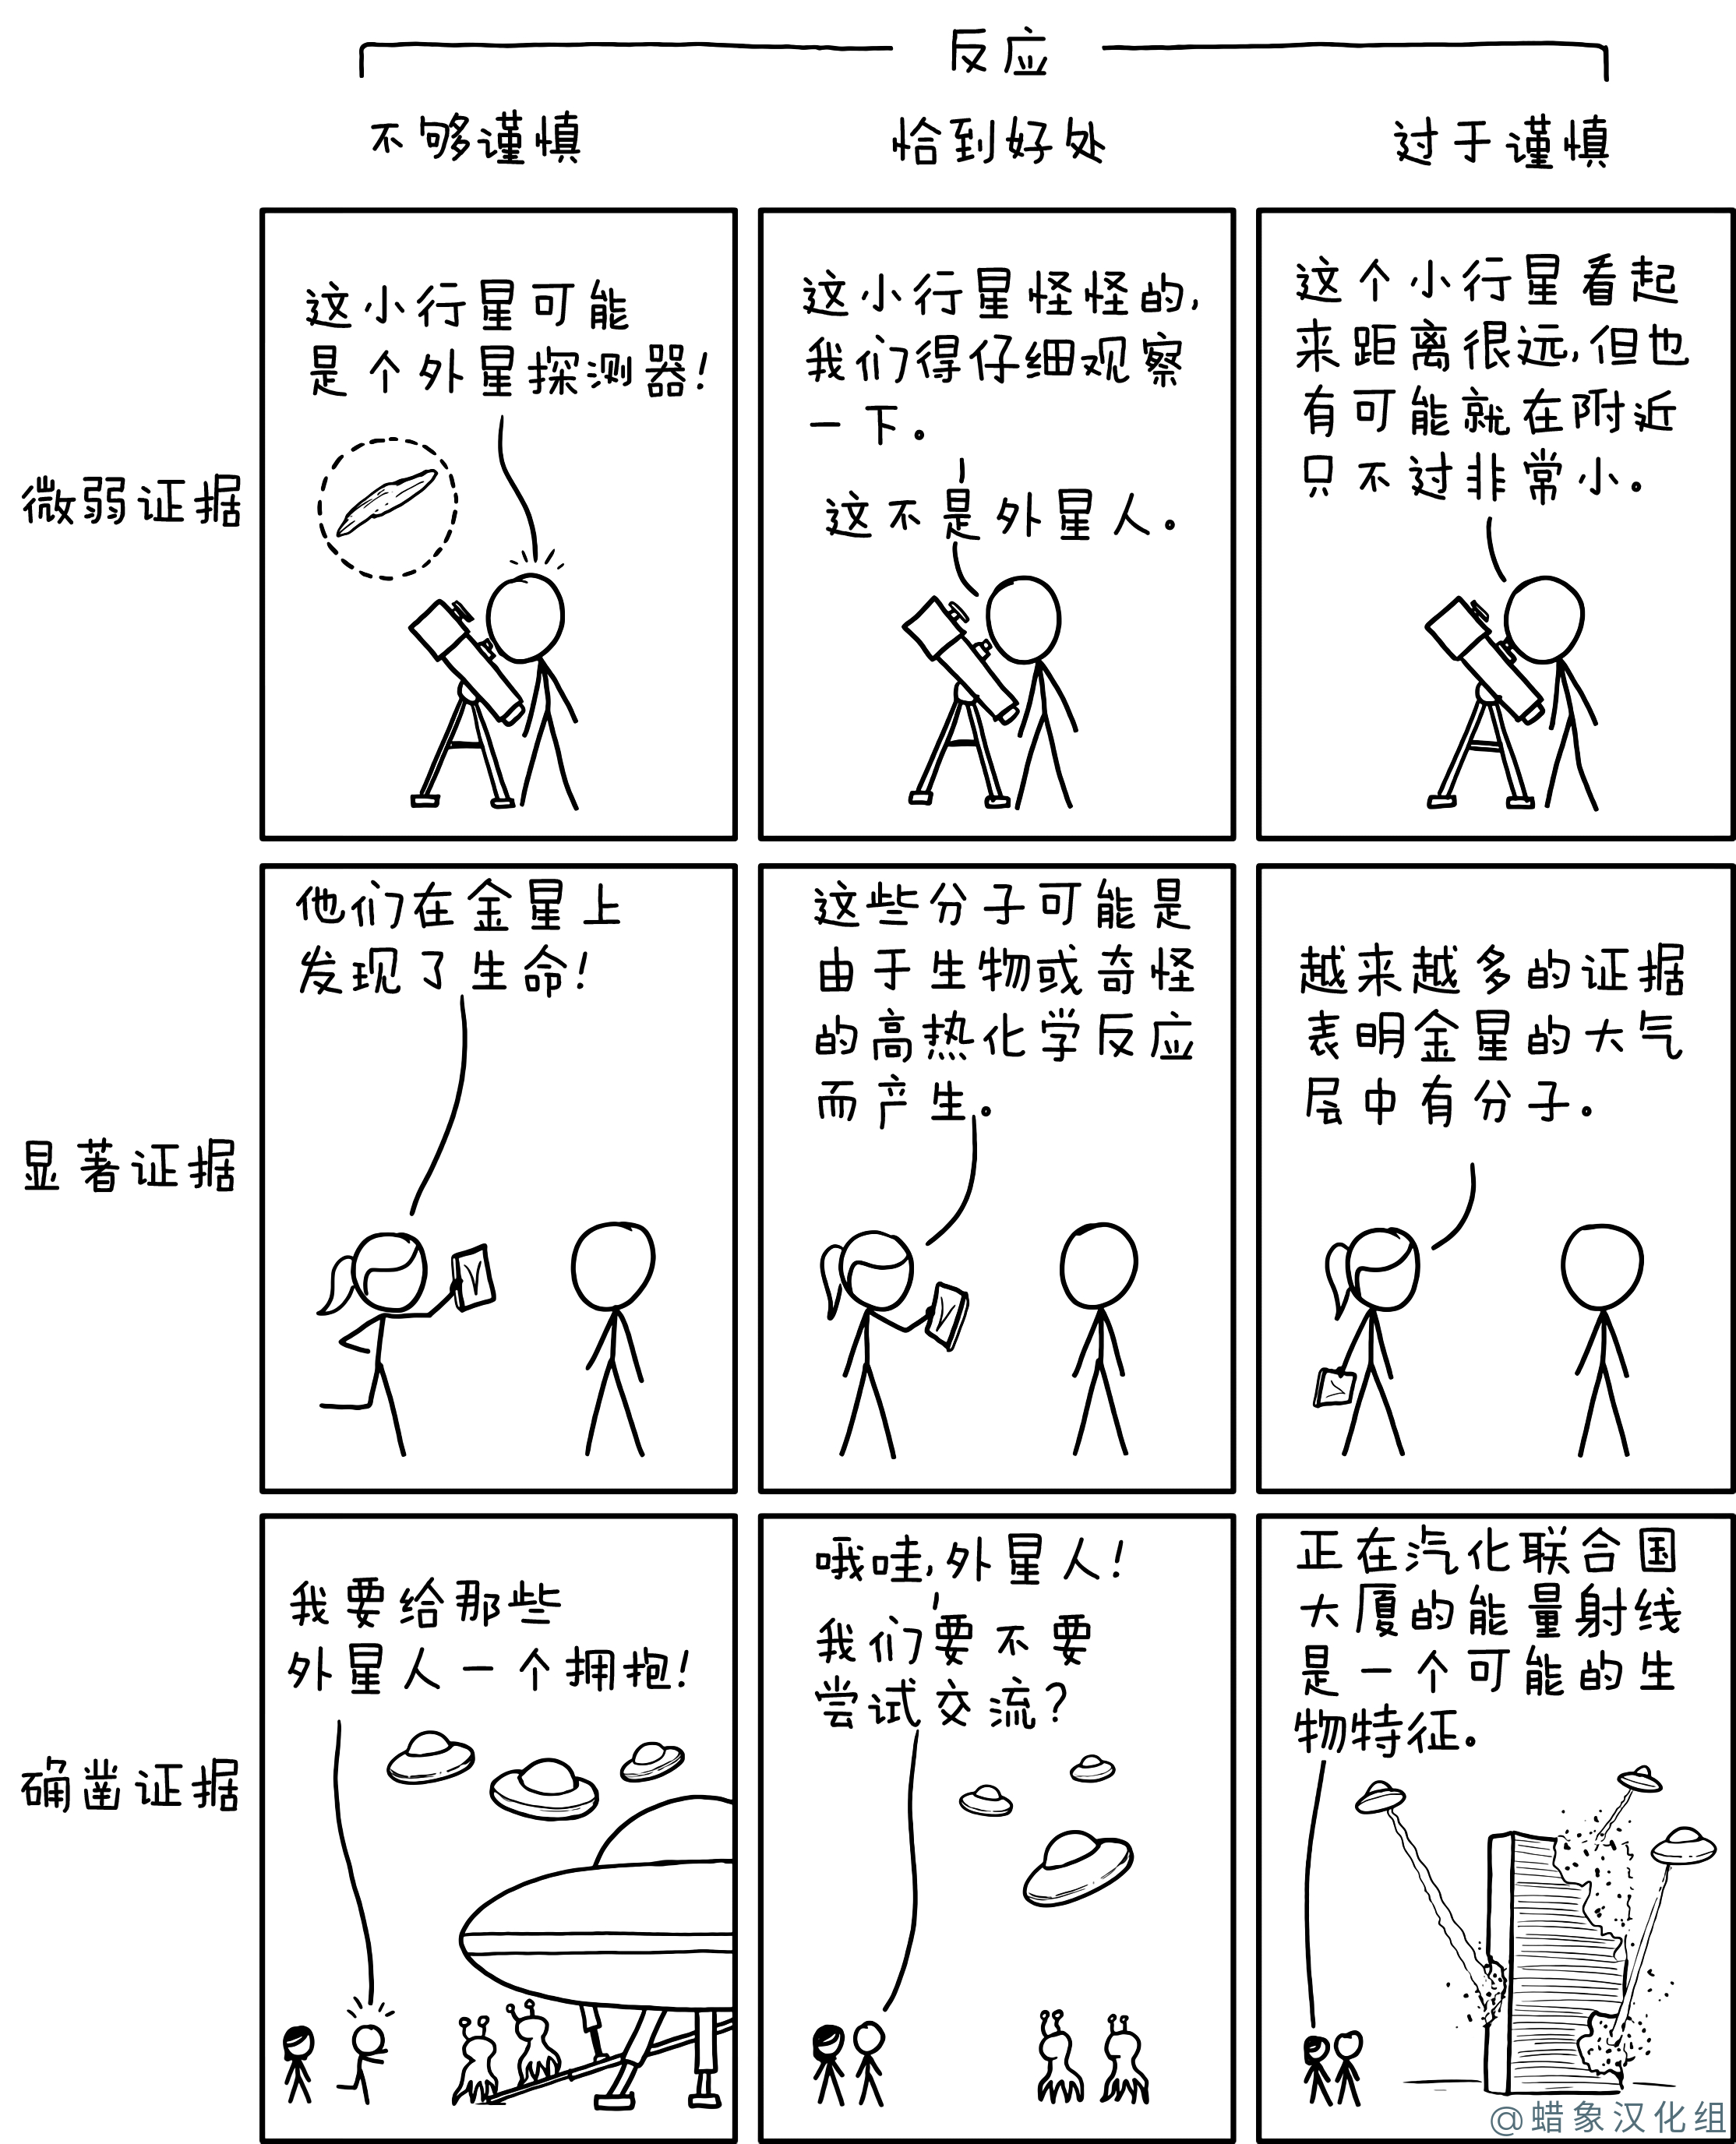 反应
不够谨慎
恰到好处
过于谨慎
微弱证据
这小行星可能
是个外星探测器!
这小行星怪怪的,
我们得仔细观察
一下。
这不是外星人。
这个小行星看起
来距离很远,但也
有可能就在附近
只不过非常小。
显著证据
他们在金星上
发现了生命!
这些分子可能是
由于生物或奇怪
的高热化学反应
而产生。
越来越多的证据
表明金星的大气
层中有分子。
确凿证据
我要给那些
外星人一个拥抱!
哦哇,外星人!
我们要不要
尝试交流?
正在汽化联合国
大厦的能量射线
是一个可能的生
物特征。
@蜡象汉化组